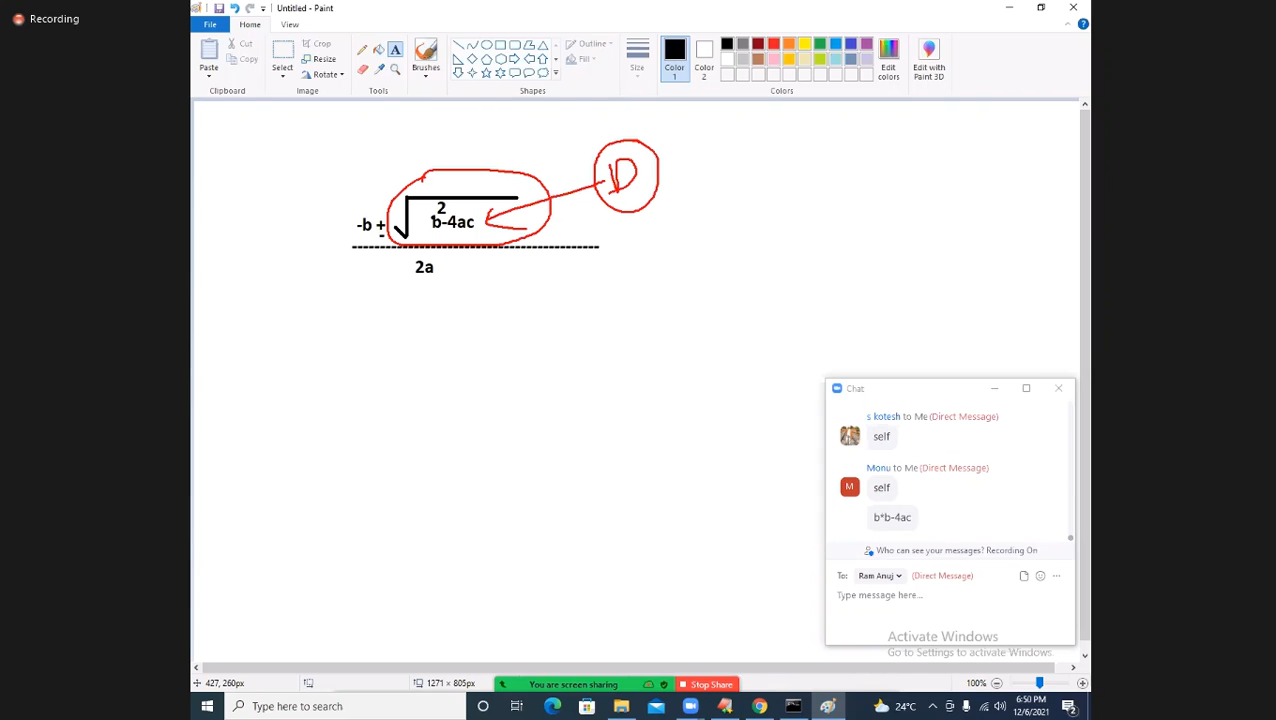 Recording
Untitled - Paint
File
Home
View
Paste
Cut
Copy
Clipboard
Select
Crop
Resize
Rotate
Image
A
Tools
Brushes
Shapes
Outline
Fill
Size
Color 1
Color 2
Colors
Edit colors
Edit with Paint 3D
D
2
-b + b-4ac
-
--------------------------------------------------
2a
Chat
s kotesh to Me (Direct Message)
self
Monu to Me (Direct Message)
M
self
b*b-4ac
Who can see your messages? Recording On
To: Ram Anuj (Direct Message)
Type message here...
Activate Windows
Go to Settings to activate Windows.
427, 260px
1271 × 805px
You are screen sharing
Stop Share
100%
Type here to search
24°C
6:50 PM
12/6/2021
2